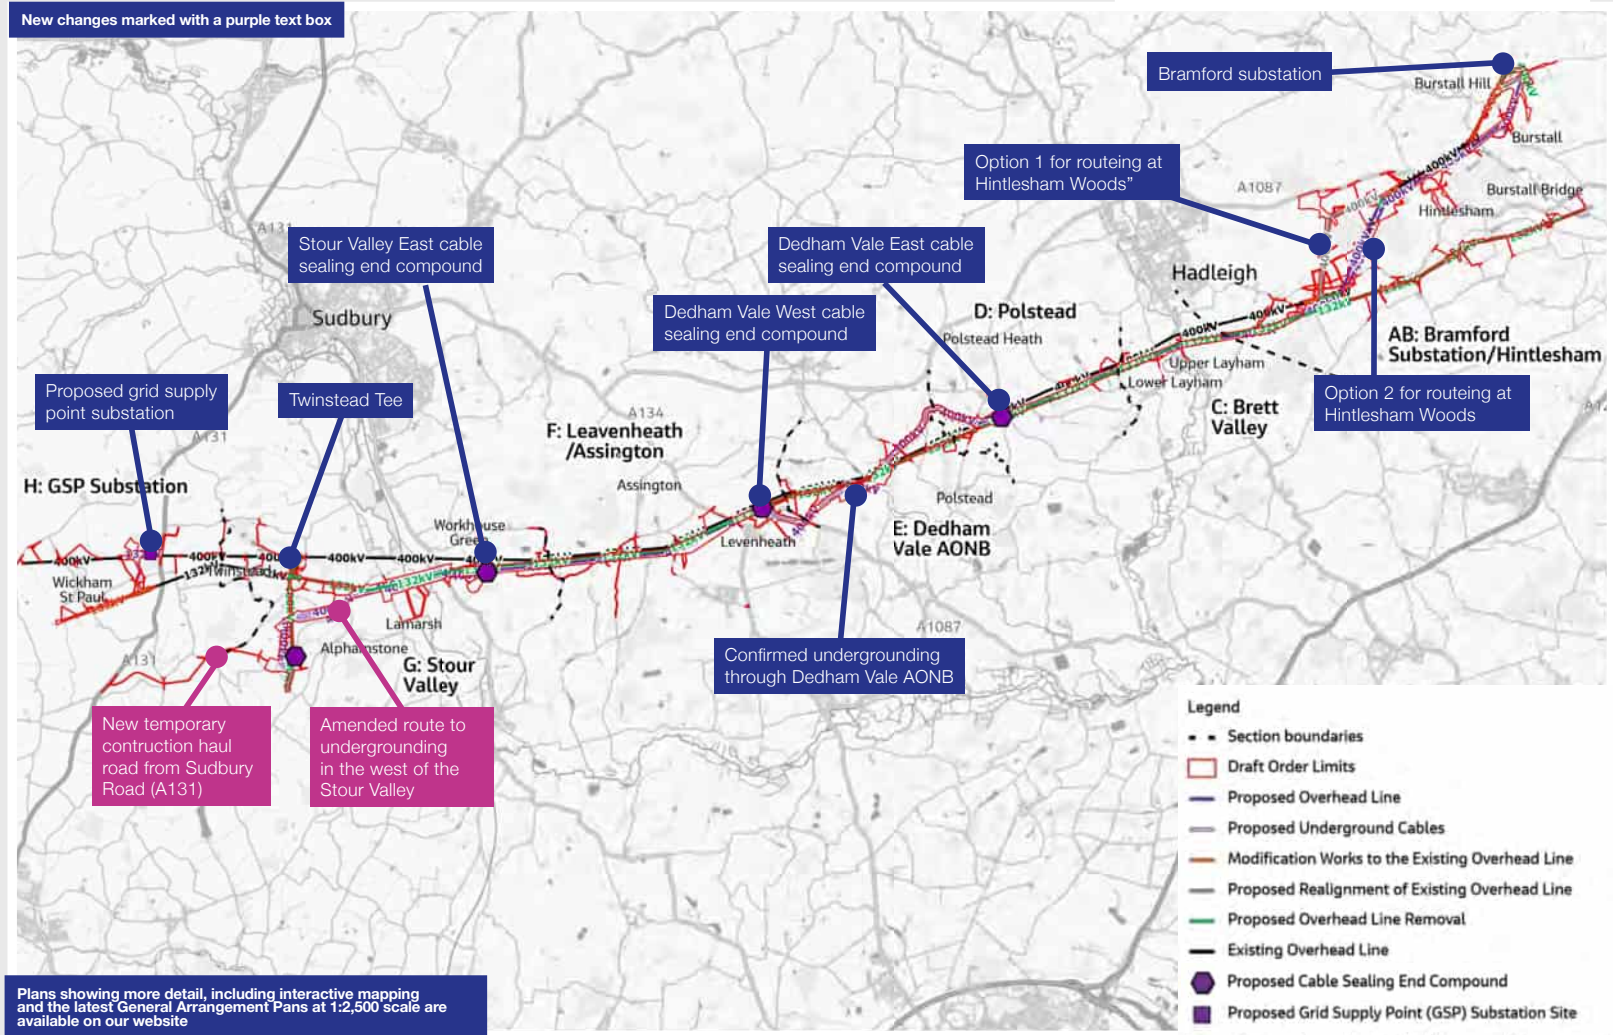 New changes marked with a purple text box
Bramford substation
Burstall Hill
Burstall
Option 1 for routeing at
Hintlesham Woods”
A1087
Burstall Bridge
Hintlesham
A131
Stour Valley East cable
sealing end compound
Dedham Vale East cable
sealing end compound
Hadleigh
Sudbury
Dedham Vale West cable
sealing end compound
D: Polstead
Polstead Heath
AB: Bramford
Substation/Hintlesham
Upper Layham
Lower Layham
Proposed grid supply
point substation
Twinstead Tee
Option 2 for routeing at
Hintlesham Woods
C: Brett
Valley
A134
A131
F: Leavenheath
/Assington
H: GSP Substation
Assington
Polstead
Workhouse
Green
E: Dedham
Vale AONB
Levenheath
400kV
400kV
400kV
400kV
400kV
400kV
400kV
132kV
132kV
132kV
Twinstead
Wickham
St Paul
Lamarsh
A1087
Alphamstone
A131
G: Stour
Valley
Confirmed undergrounding
through Dedham Vale AONB
New temporary
contruction haul
road from Sudbury
Road (A131)
Amended route to
undergrounding
in the west of the
Stour Valley
Legend
Section boundaries
Draft Order Limits
Proposed Overhead Line
Proposed Underground Cables
Modification Works to the Existing Overhead Line
Proposed Realignment of Existing Overhead Line
Proposed Overhead Line Removal
Existing Overhead Line
Proposed Cable Sealing End Compound
Proposed Grid Supply Point (GSP) Substation Site
Plans showing more detail, including interactive mapping
and the latest General Arrangement Pans at 1:2,500 scale are
available on our website